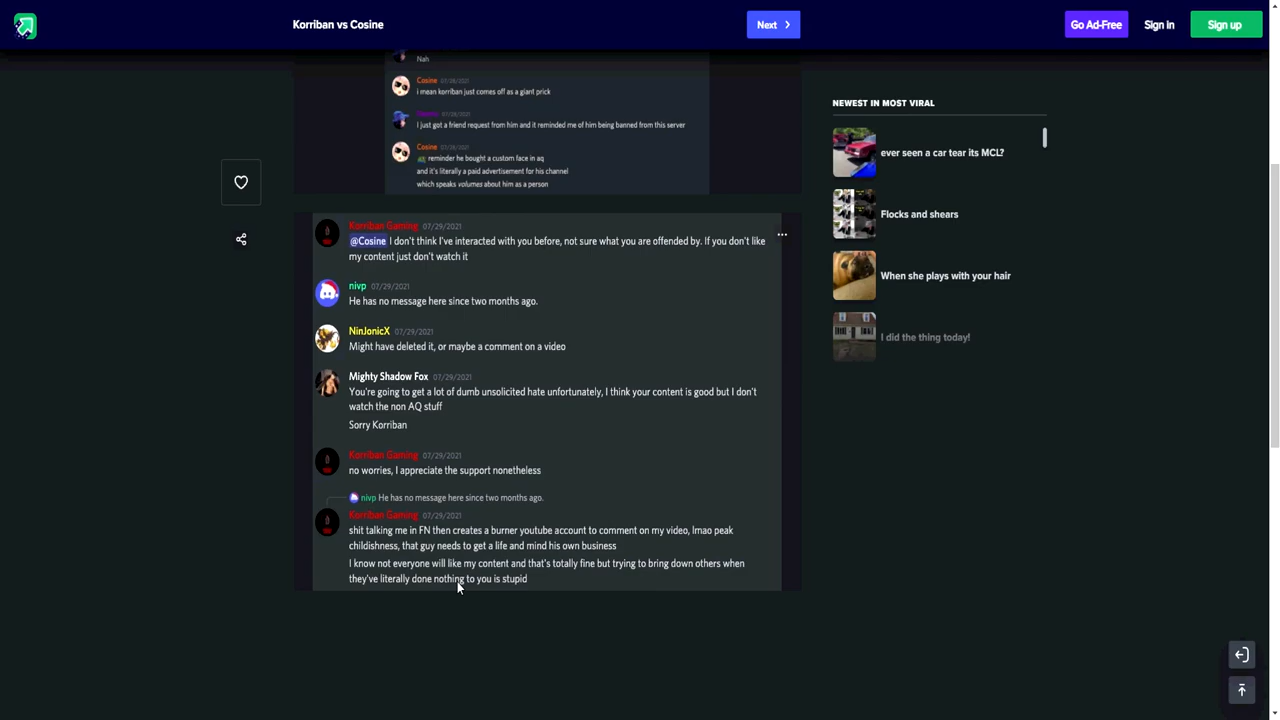 Korriban vs Cosine
Next
Go Ad-Free
Sign in
Sign up
Nah
Cosine 07/28/2021
i mean korriban just comes off as a giant prick
07/28/2021
I just got a friend request from him and it reminded me of him being banned from this server
Cosine 07/28/2021
reminder he bought a custom face in aq
and it's literally a paid advertisement for his channel
which speaks volumes about him as a person
Korriban Gaming 07/29/2021
@Cosine I don't think I've interacted with you before, not sure what you are offended by. If you don't like
my content just don't watch it
nivp 07/29/2021
He has no message here since two months ago.
NinJonicX 07/29/2021
Might have deleted it, or maybe a comment on a video
Mighty Shadow Fox 07/29/2021
You're going to get a lot of dumb unsolicited hate unfortunately, I think your content is good but I don't
watch the non AQ stuff
Sorry Korriban
Korriban Gaming 07/29/2021
no worries, I appreciate the support nonetheless
nivp He has no message here since two months ago.
Korriban Gaming 07/29/2021
shit talking me in FN then creates a burner youtube account to comment on my video, lmao peak
childishness, that guy needs to get a life and mind his own business
I know not everyone will like my content and that's totally fine but trying to bring down others when
they've literally done nothing to you is stupid
NEWEST IN MOST VIRAL
ever seen a car tear its MCL?
Flocks and shears
When she plays with your hair
I did the thing today!